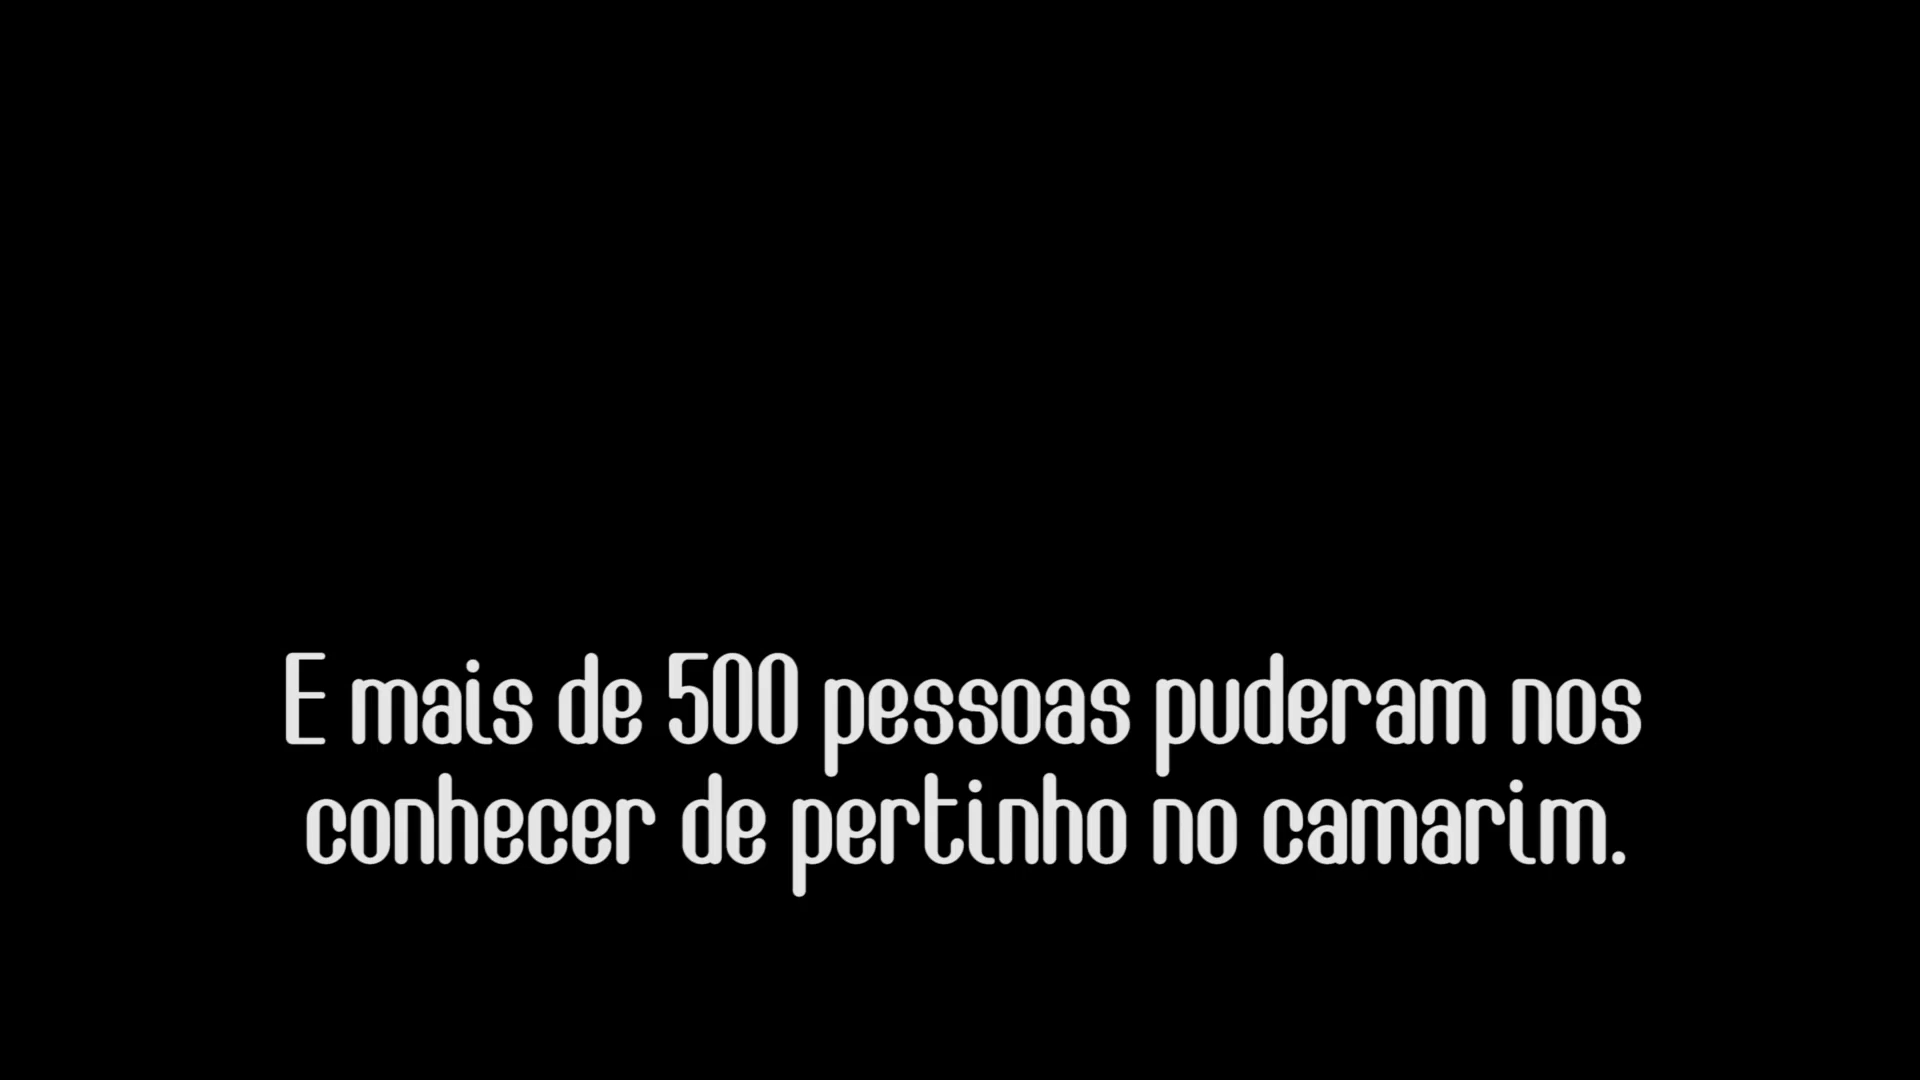 E mais de 500 pessoas puderam nos
conhecer de pertinho no camarim.